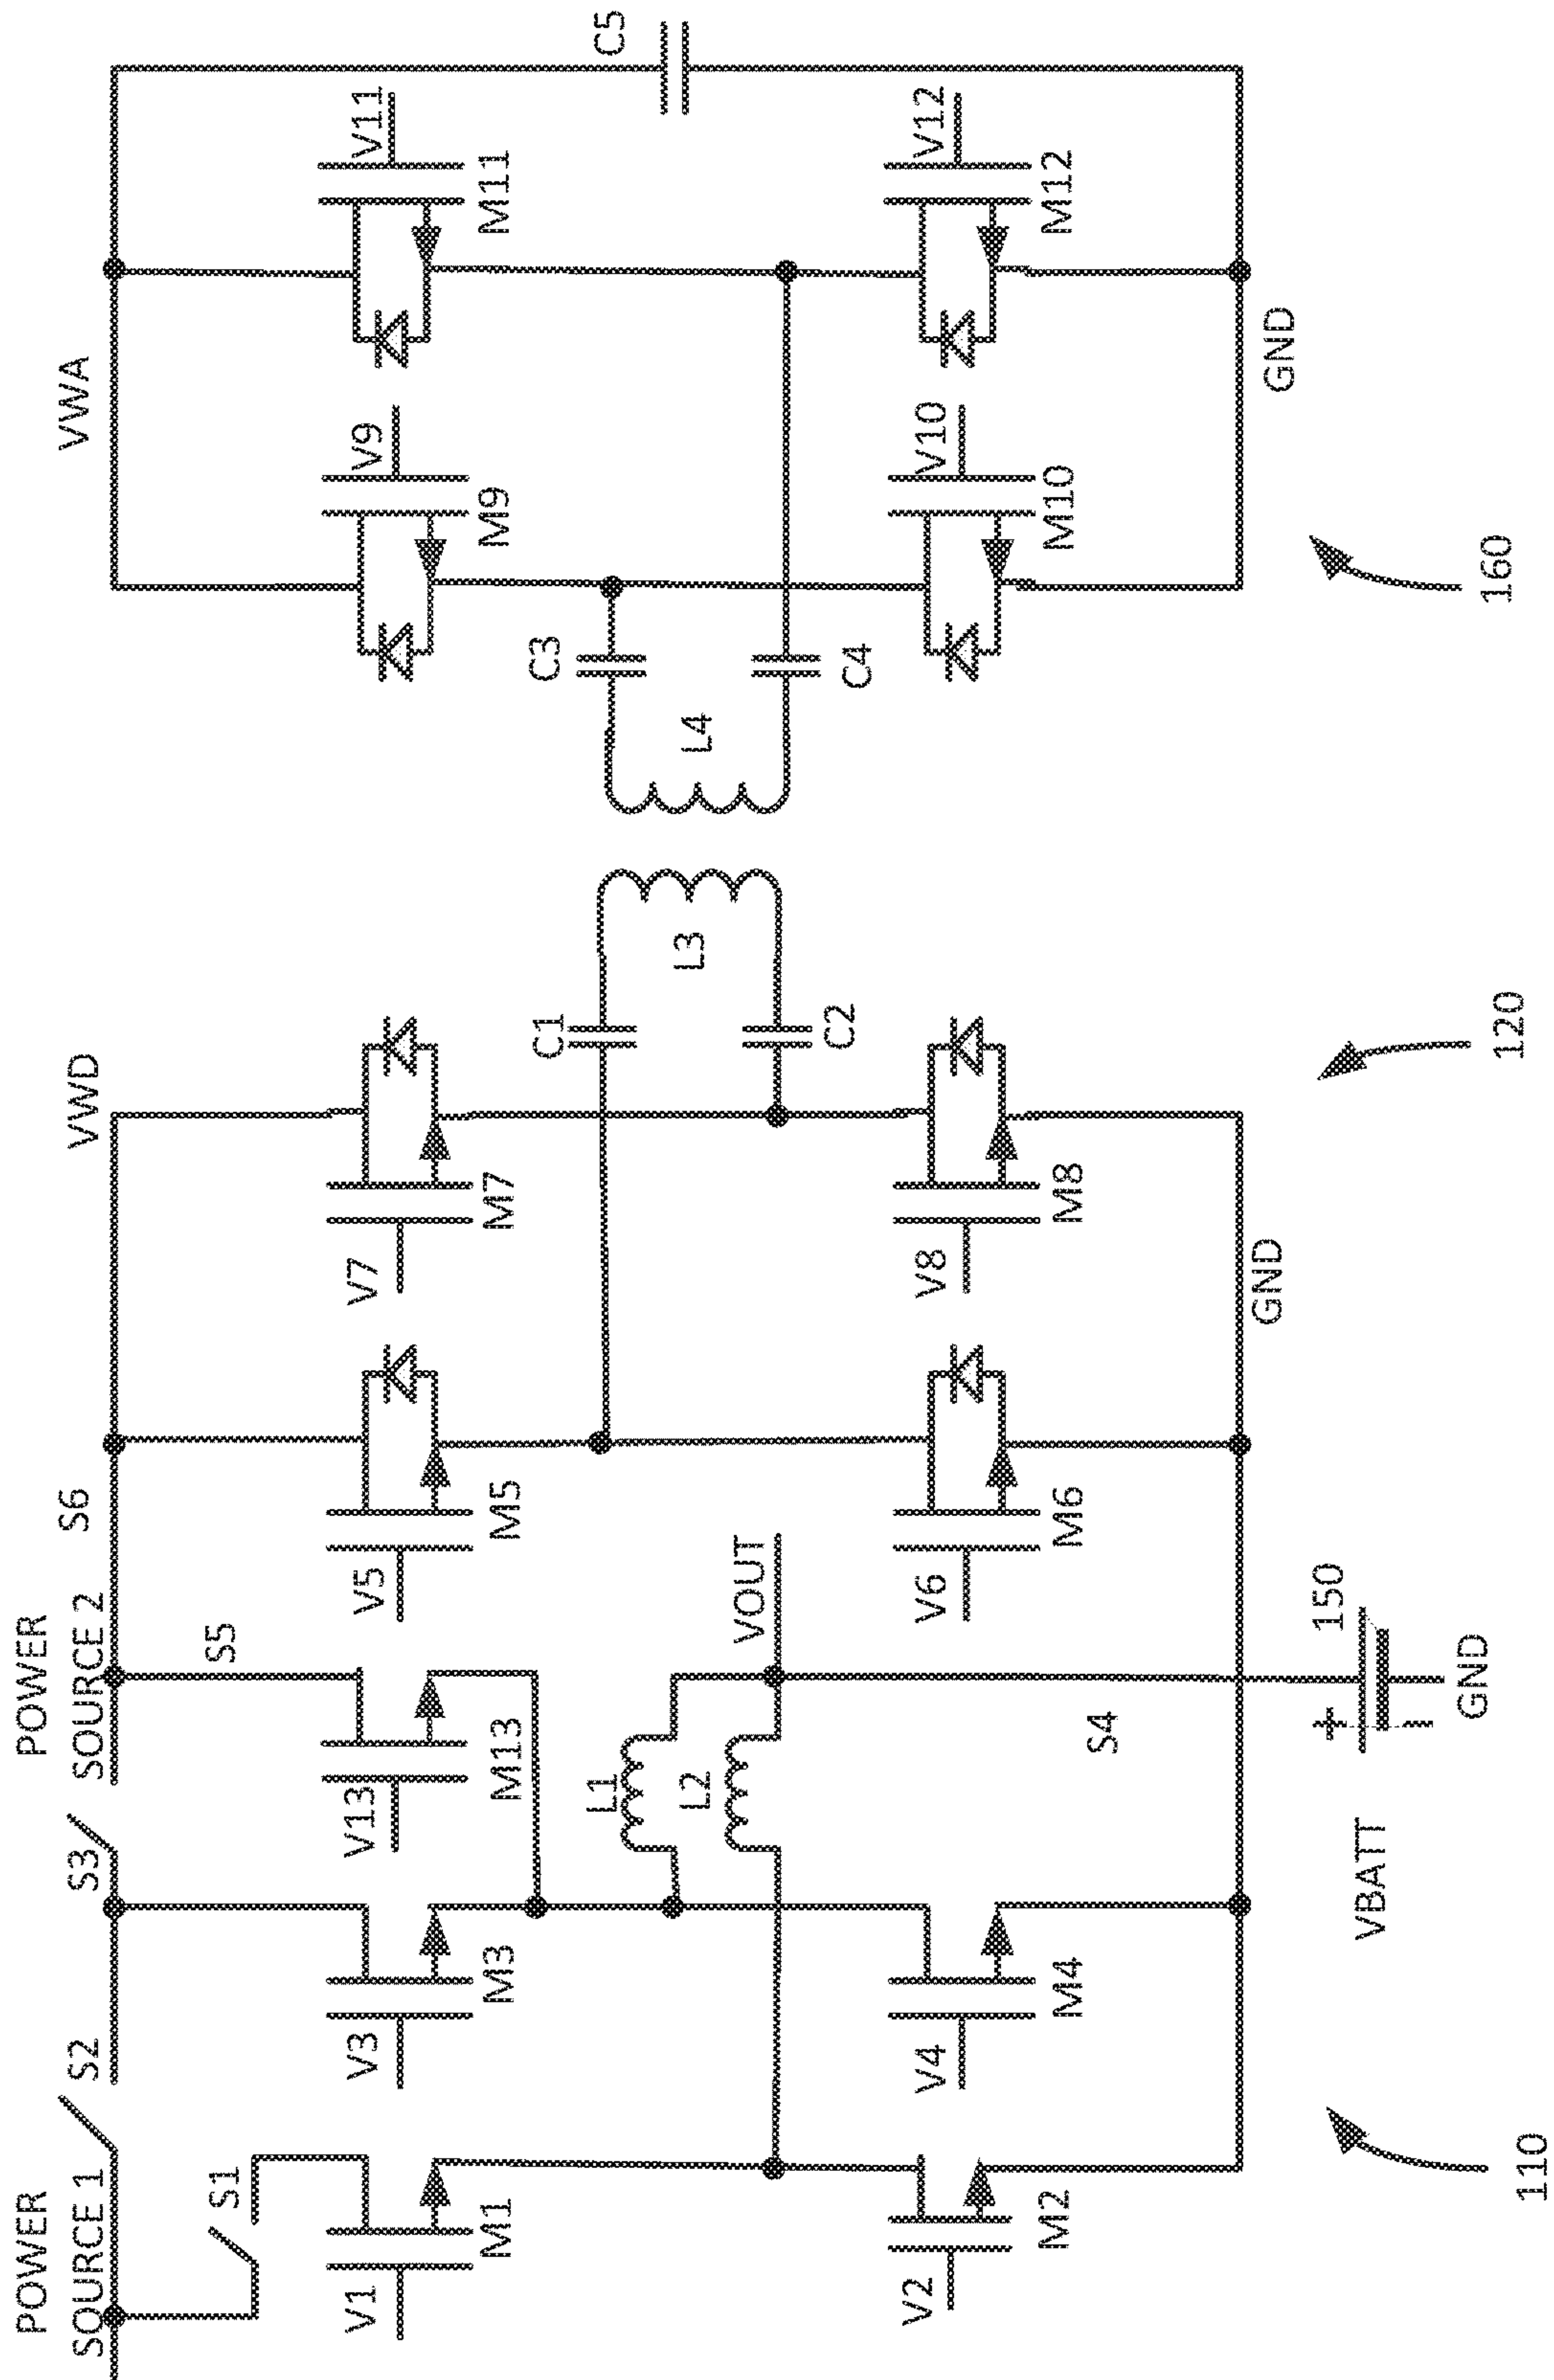 POWER
SOURCE 1
S2
S3
POWER
SOURCE 2
S6
VWD
VWA
S1
S5
V1
M1
V3
M3
V13
M13
V5
M5
V7
M7
V9
M9
V11
M11
C1
C3
C5
L1
L2
VOUT
L3
L4
C2
C4
V2
M2
V4
M4
S4
V6
M6
V8
M8
V10
M10
V12
M12
VBATT
+
-
150
GND
GND
GND
110
120
160